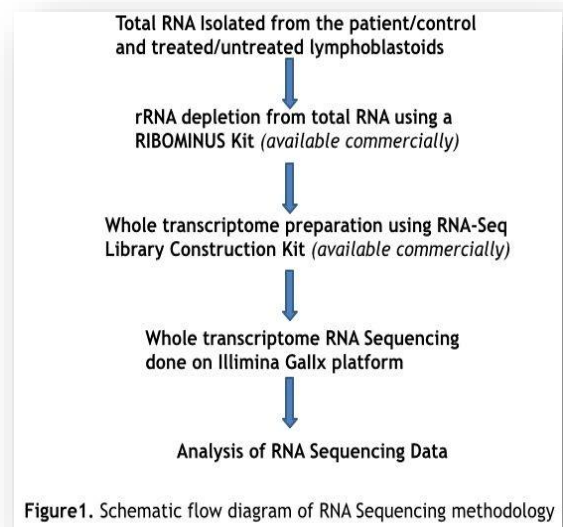 Total RNA Isolated from the patient/control
and treated/untreated lymphoblastoids
rRNA depletion from total RNA using a
RIBOMINUS Kit (available commercially)
Whole transcriptome preparation using RNA-Seq
Library Construction Kit (available commercially)
Whole transcriptome RNA Sequencing
done on Illimina GaIIx platform
Analysis of RNA Sequencing Data
Figure1. Schematic flow diagram of RNA Sequencing methodology